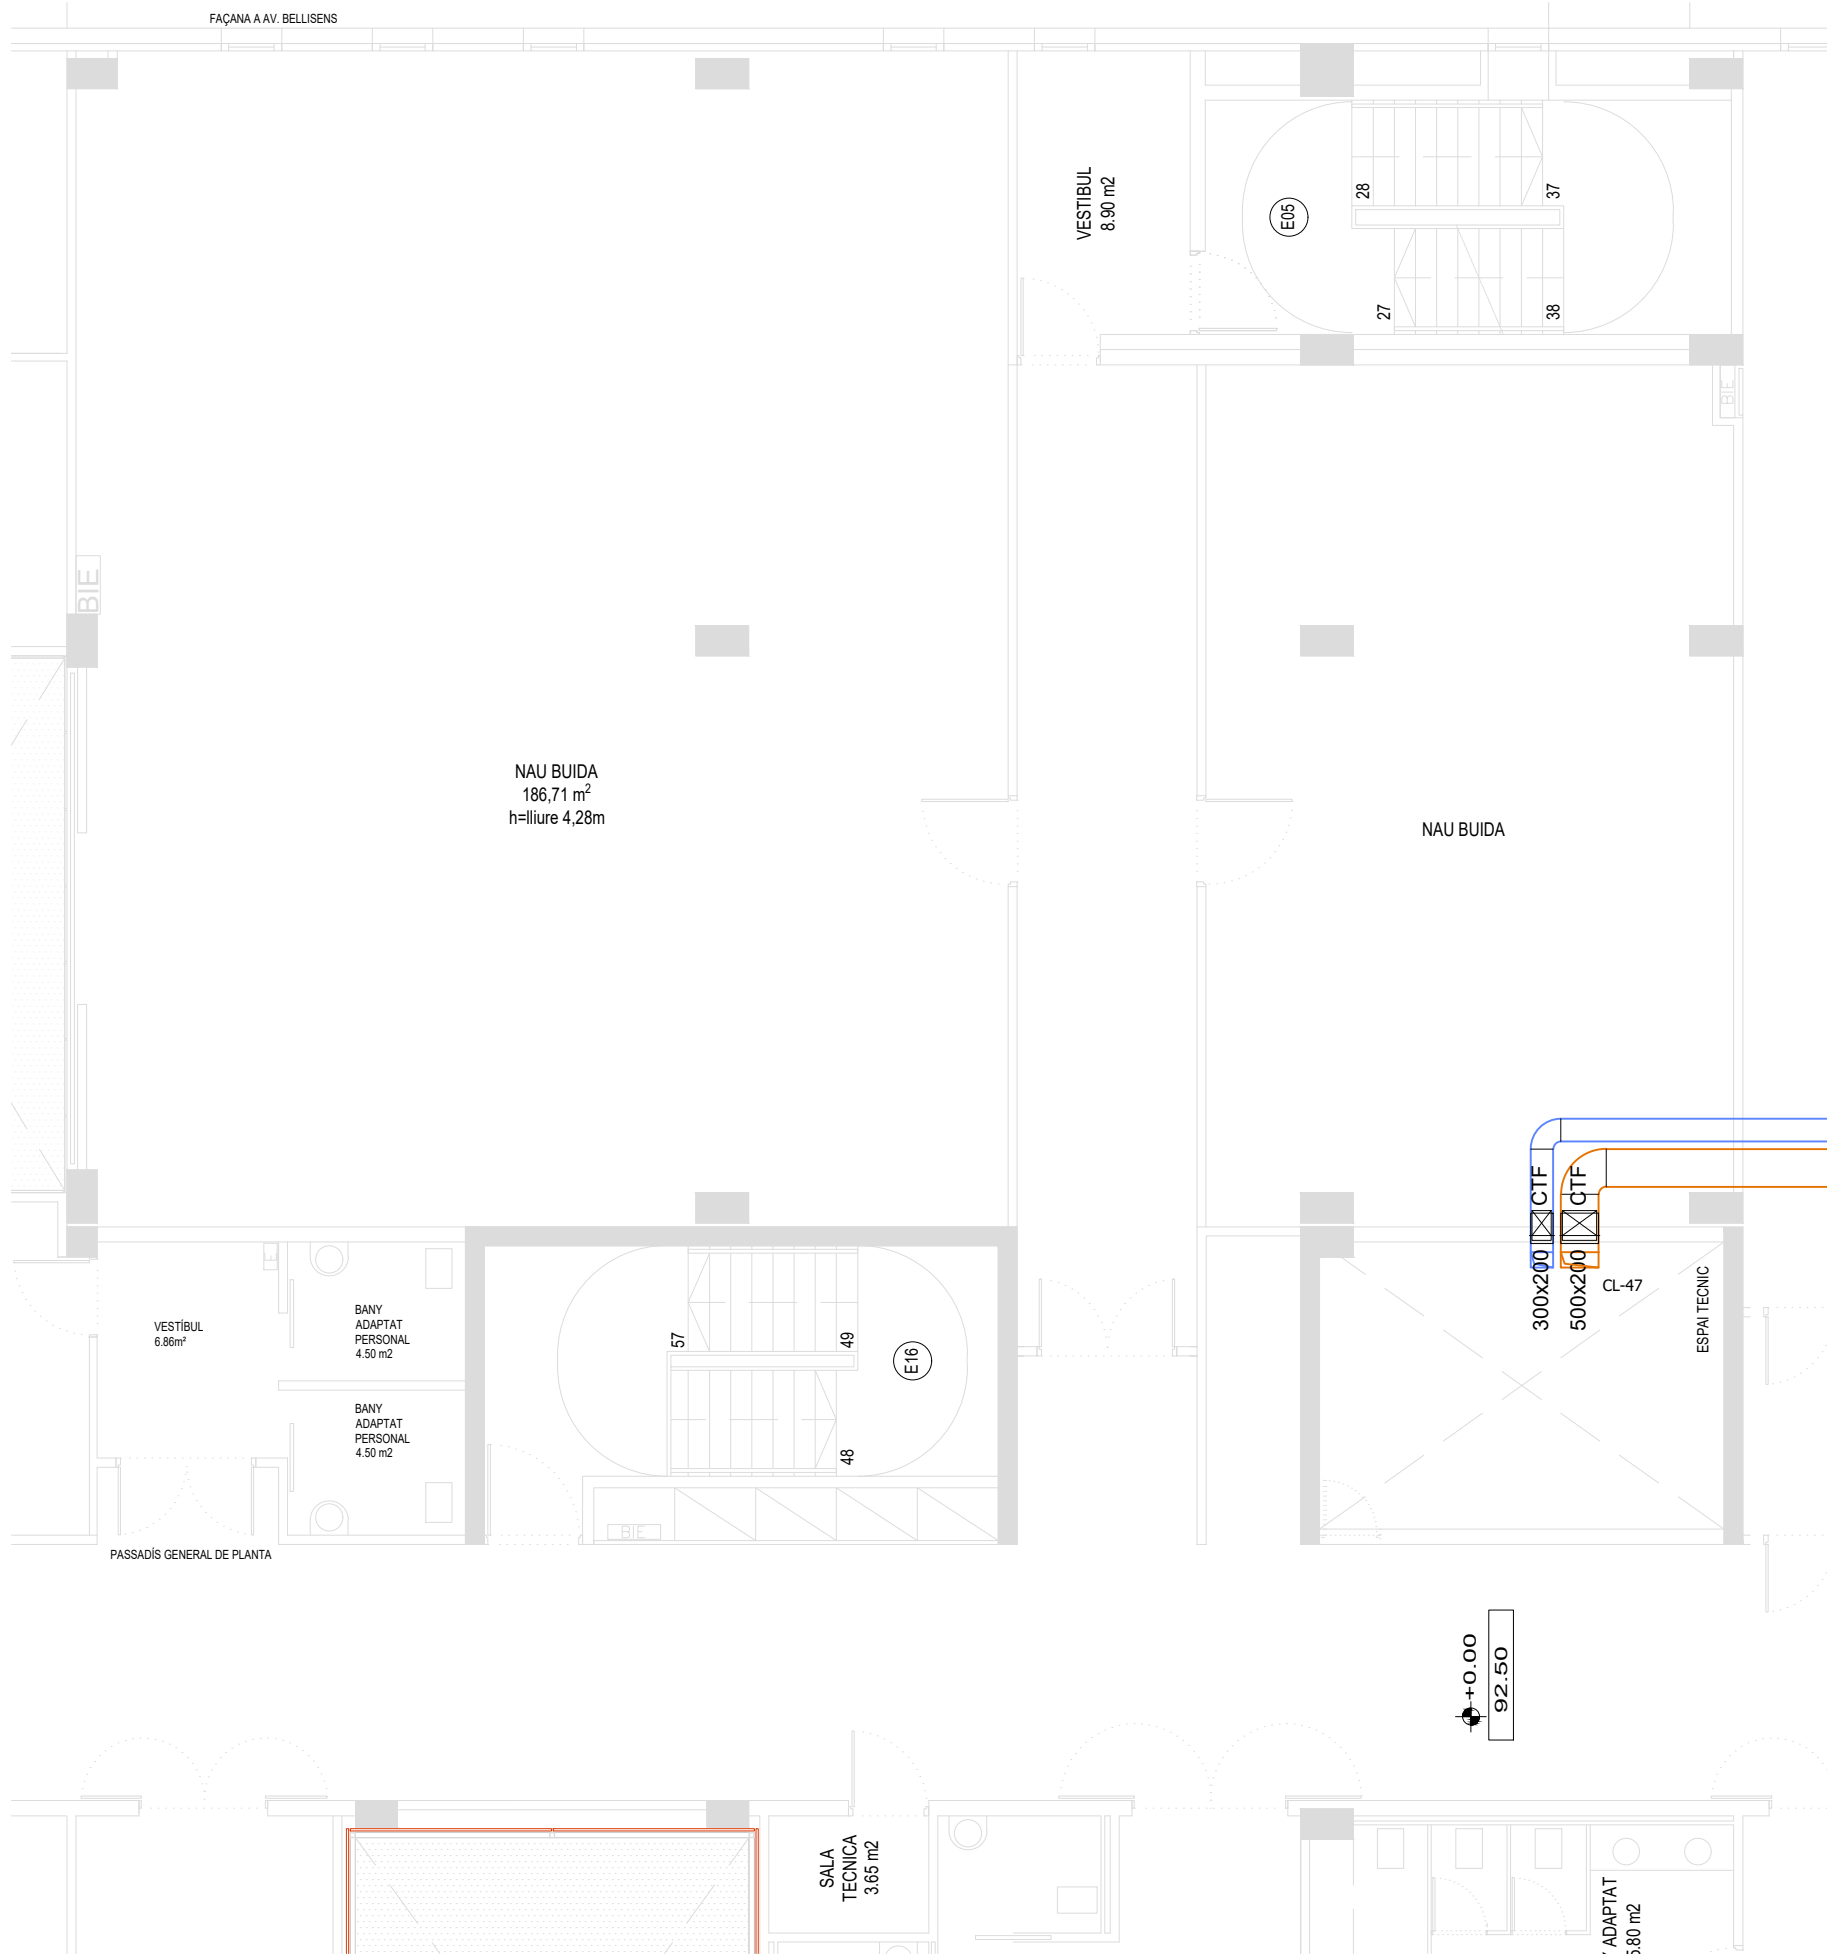 FAÇANA A AV. BELLISENS
VESTIBUL
8.90 m2
E05
28
37
27
38
BIE
BIE
NAU BUIDA
186,71 m²
h=lliure 4,28m
NAU BUIDA
300x200 CTF
500x200 CTF
CL-47
ESPAI TECNIC
VESTÍBUL
6.86m²
BANY
ADAPTAT
PERSONAL
4.50 m2
BANY
ADAPTAT
PERSONAL
4.50 m2
57
49
48
E16
BIE
PASSADÍS GENERAL DE PLANTA
+0.00
92.50
SALA
TECNICA
3.65 m2
ADAPTAT
5.80 m2